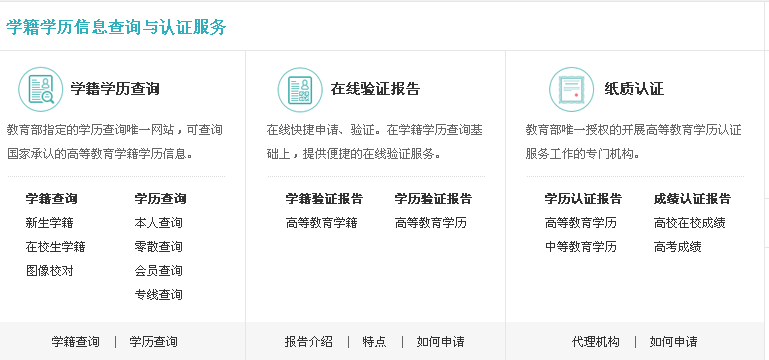 学籍学历信息查询与认证服务
学籍学历查询
教育部指定的学历查询唯一网站，可查询
国家承认的高等教育学籍学历信息。
学籍查询 学历查询
新生学籍 本人查询
在校生学籍 零散查询
图像校对 会员查询
专线查询
学籍查询 | 学历查询
在线验证报告
在线快捷申请、验证。在学籍学历查询基
础上，提供便捷的在线验证服务。
学籍验证报告 学历验证报告
高等教育学籍 高等教育学历
报告介绍 | 特点 | 如何申请
纸质认证
教育部唯一授权的开展高等教育学历认证
服务工作的专门机构。
学历认证报告 成绩认证报告
高等教育学历 高校在校成绩
中等教育学历 高考成绩
代理机构 | 如何申请